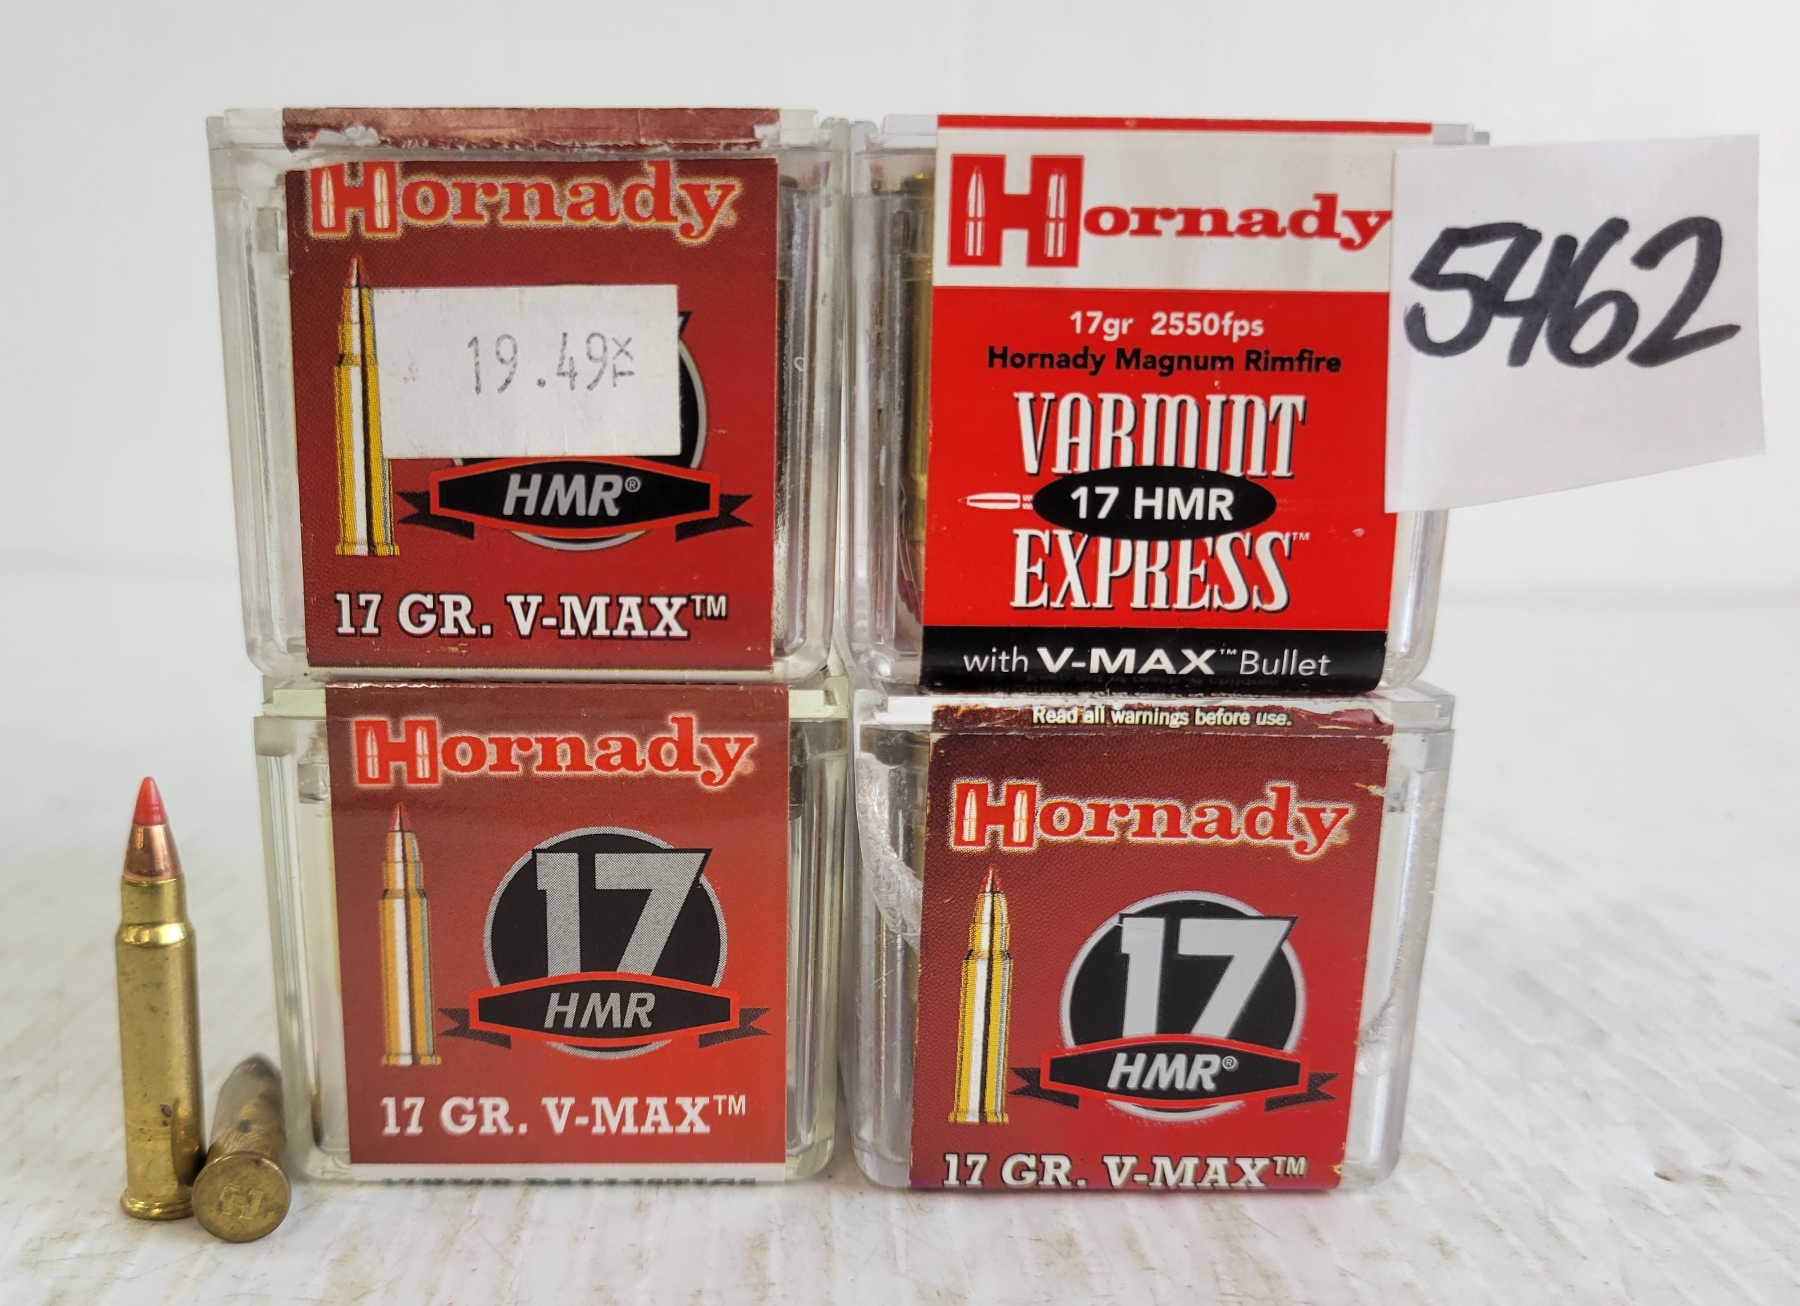 Hornady
19.49
HMR®
17 GR. V-MAX™
Hornady
17gr 2550fps
Hornady Magnum Rimfire
VARMINT
17 HMR
EXPRESS™
with V-MAX™ Bullet
5462
Hornady
17
HMR
17 GR. V-MAX™
Read all warnings before use.
Hornady
17
HMR®
17 GR. V-MAX™